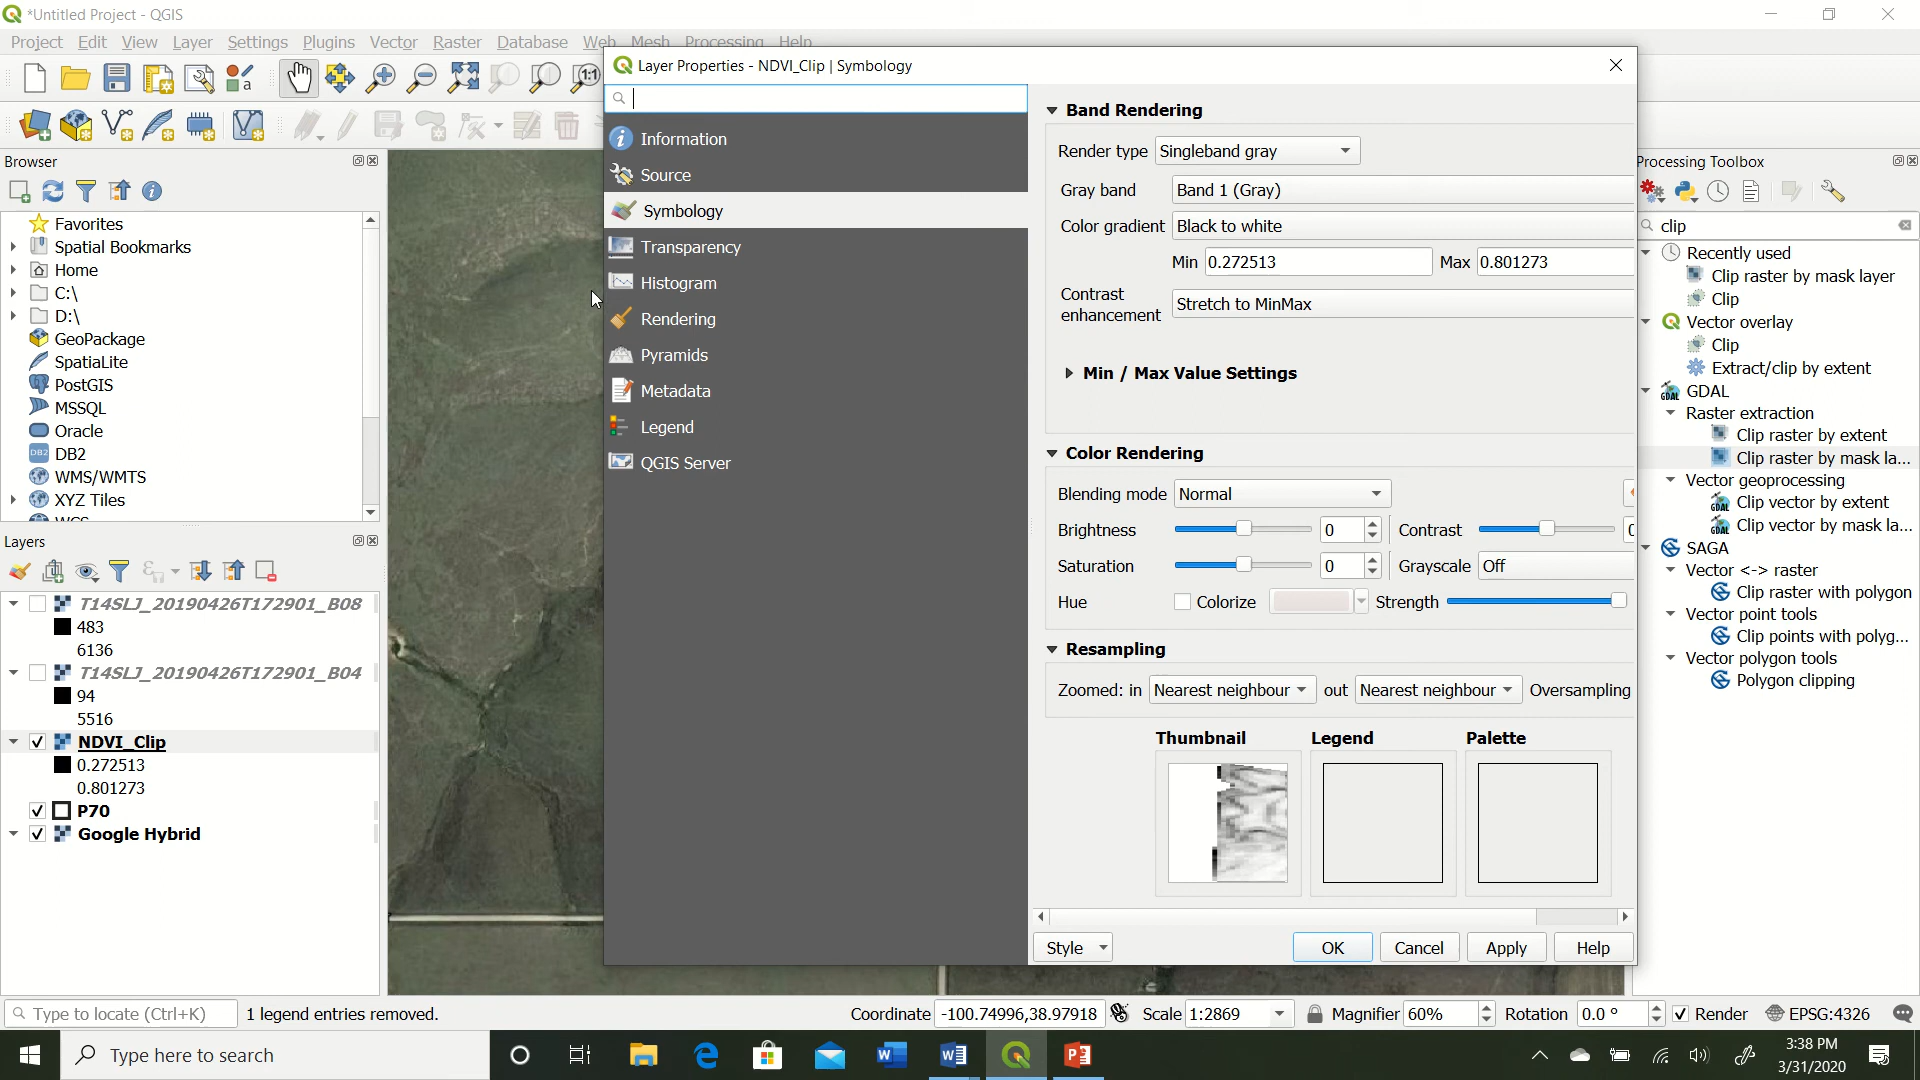 *Untitled Project - QGIS
Project Edit View Layer Settings Plugins Vector Raster Database Web Mesh Processing Help
Browser
Favorites
Spatial Bookmarks
Home
C:\
D:\
GeoPackage
SpatiaLite
PostGIS
MSSQL
Oracle
DB2
WMS/WMTS
XYZ Tiles
Layers
T14SLJ_20190426T172901_B08
483
6136
T14SLJ_20190426T172901_B04
94
5516
NDVI_Clip
0.272513
0.801273
P70
Google Hybrid
Layer Properties - NDVI_Clip | Symbology
Information
Source
Symbology
Transparency
Histogram
Rendering
Pyramids
Metadata
Legend
QGIS Server
Band Rendering
Render type Singleband gray
Gray band Band 1 (Gray)
Color gradient Black to white
Min 0.272513 Max 0.801273
Contrast enhancement Stretch to MinMax
Min / Max Value Settings
Color Rendering
Blending mode Normal
Brightness 0 Contrast
Saturation 0 Grayscale Off
Hue Colorize Strength
Resampling
Zoomed: in Nearest neighbour out Nearest neighbour Oversampling
Thumbnail Legend Palette
Style OK Cancel Apply Help
Processing Toolbox
clip
Recently used
Clip raster by mask layer
Clip
Vector overlay
Clip
Extract/clip by extent
GDAL
Raster extraction
Clip raster by extent
Clip raster by mask la...
Vector geoprocessing
Clip vector by extent
Clip vector by mask la...
SAGA
Vector <-> raster
Clip raster with polygon
Vector point tools
Clip points with polyg...
Vector polygon tools
Polygon clipping
Type to locate (Ctrl+K) 1 legend entries removed. Coordinate -100.74996,38.97918 Scale 1:2869 Magnifier 60% Rotation 0.0 ° Render EPSG:4326
Type here to search
3:38 PM
3/31/2020